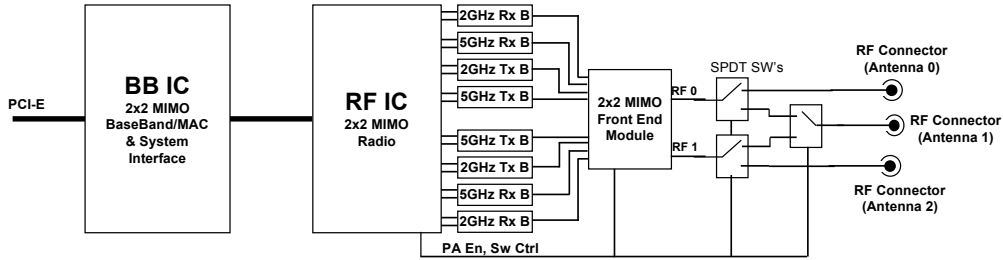 PCI-E
BB IC
2x2 MIMO
BaseBand/MAC
& System
Interface
RF IC
2x2 MIMO
Radio
2GHz Rx B
5GHz Rx B
2GHz Tx B
5GHz Tx B
5GHz Tx B
2GHz Tx B
5GHz Rx B
2GHz Rx B
2x2 MIMO
Front End
Module
RF 0
RF 1
SPDT SW's
RF Connector
(Antenna 0)
RF Connector
(Antenna 1)
RF Connector
(Antenna 2)
PA En, Sw Ctrl